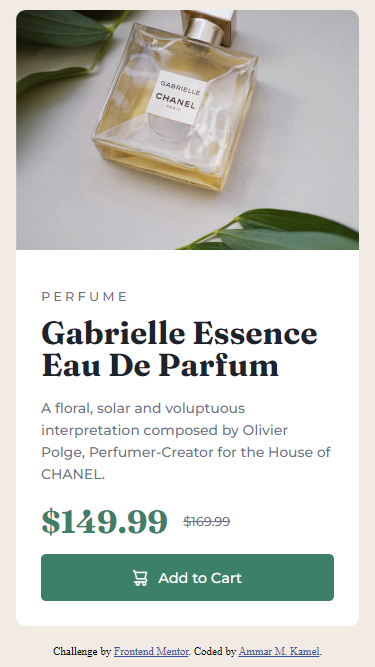 GABRIELLE
CHANEL
PARIS
PERFUME
Gabrielle Essence
Eau De Parfum
A floral, solar and voluptuous
interpretation composed by Olivier
Polge, Perfumer-Creator for the House of
CHANEL.
$149.99 $169.99
Add to Cart
Challenge by Frontend Mentor. Coded by Ammar M. Kamel.